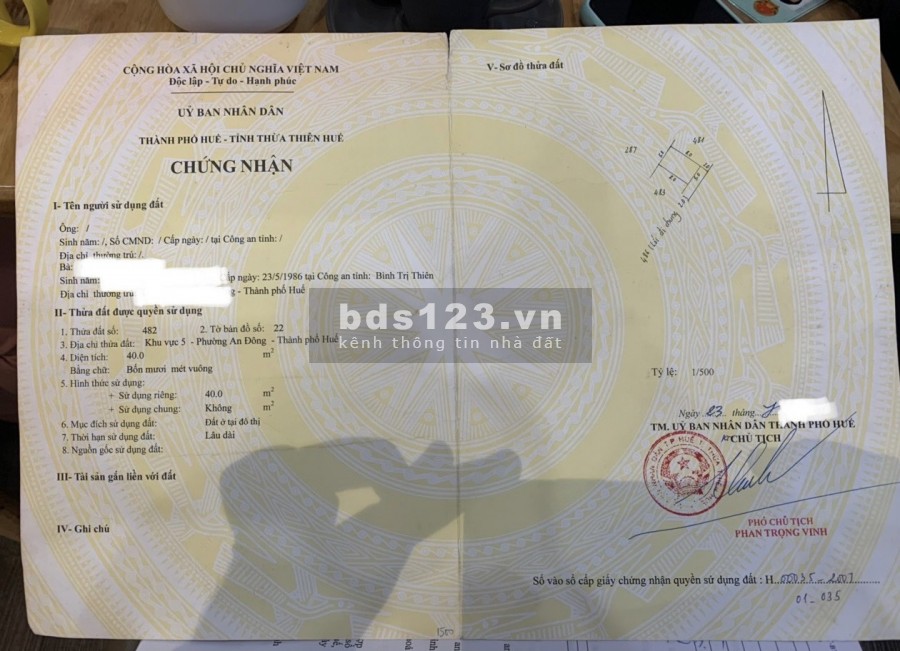 CỘNG HÒA XÃ HỘI CHỦ NGHĨA VIỆT NAM
Độc lập - Tự do - Hạnh phúc
UỶ BAN NHÂN DÂN
THÀNH PHỐ HUẾ - TỈNH THỪA THIÊN HUẾ
CHỨNG NHẬN
I- Tên người sử dụng đất
Ông: /
Sinh năm: /, Số CMND: / Cấp ngày: / tại Công an tỉnh: /
Địa chỉ thường trú: /.
Bà:
Sinh năm: Cấp ngày: 23/5/1986 tại Công an tỉnh: Bình Trị Thiên
Địa chỉ thường trú - Thành phố Huế
II- Thửa đất được quyền sử dụng
1. Thửa đất số: 482 2. Tờ bản đồ số: 22
3. Địa chỉ thửa đất: Khu vực 5 - Phường An Đông - Thành phố Huế
4. Diện tích: 40.0 m2
Bằng chữ: Bốn mươi mét vuông
5. Hình thức sử dụng:
+ Sử dụng riêng: 40.0 m2
+ Sử dụng chung: Không m2
6. Mục đích sử dụng đất: Đất ở tại đô thị
7. Thời hạn sử dụng đất: Lâu dài
8. Nguồn gốc sử dụng đất:
III- Tài sản gắn liền với đất
IV- Ghi chú
1500
V- Sơ đồ thửa đất
287
481
483
Tỷ lệ: 1/500
Ngày 23 tháng
TM. UỶ BAN NHÂN DÂN THÀNH PHỐ HUẾ
CHỦ TỊCH
PHÓ CHỦ TỊCH
PHAN TRỌNG VINH
Số vào sổ cấp giấy chứng nhận quyền sử dụng đất : H 00035-2007
01-035
bds123.vn
kênh thông tin nhà đất